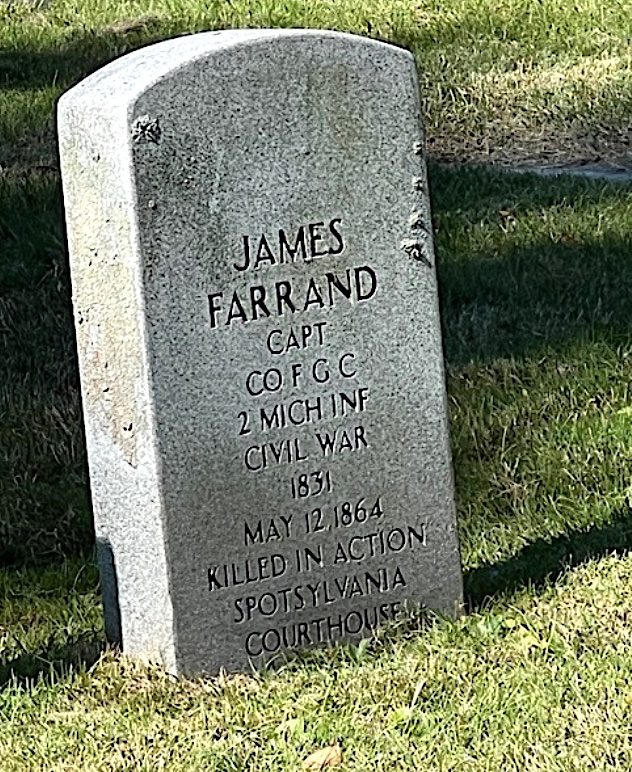 JAMES
FARRAND
CAPT
CO F G C
2 MICH INF
CIVIL WAR
1831
MAY 12, 1864
KILLED IN ACTION
SPOTSYLVANIA
COURTHOUSE